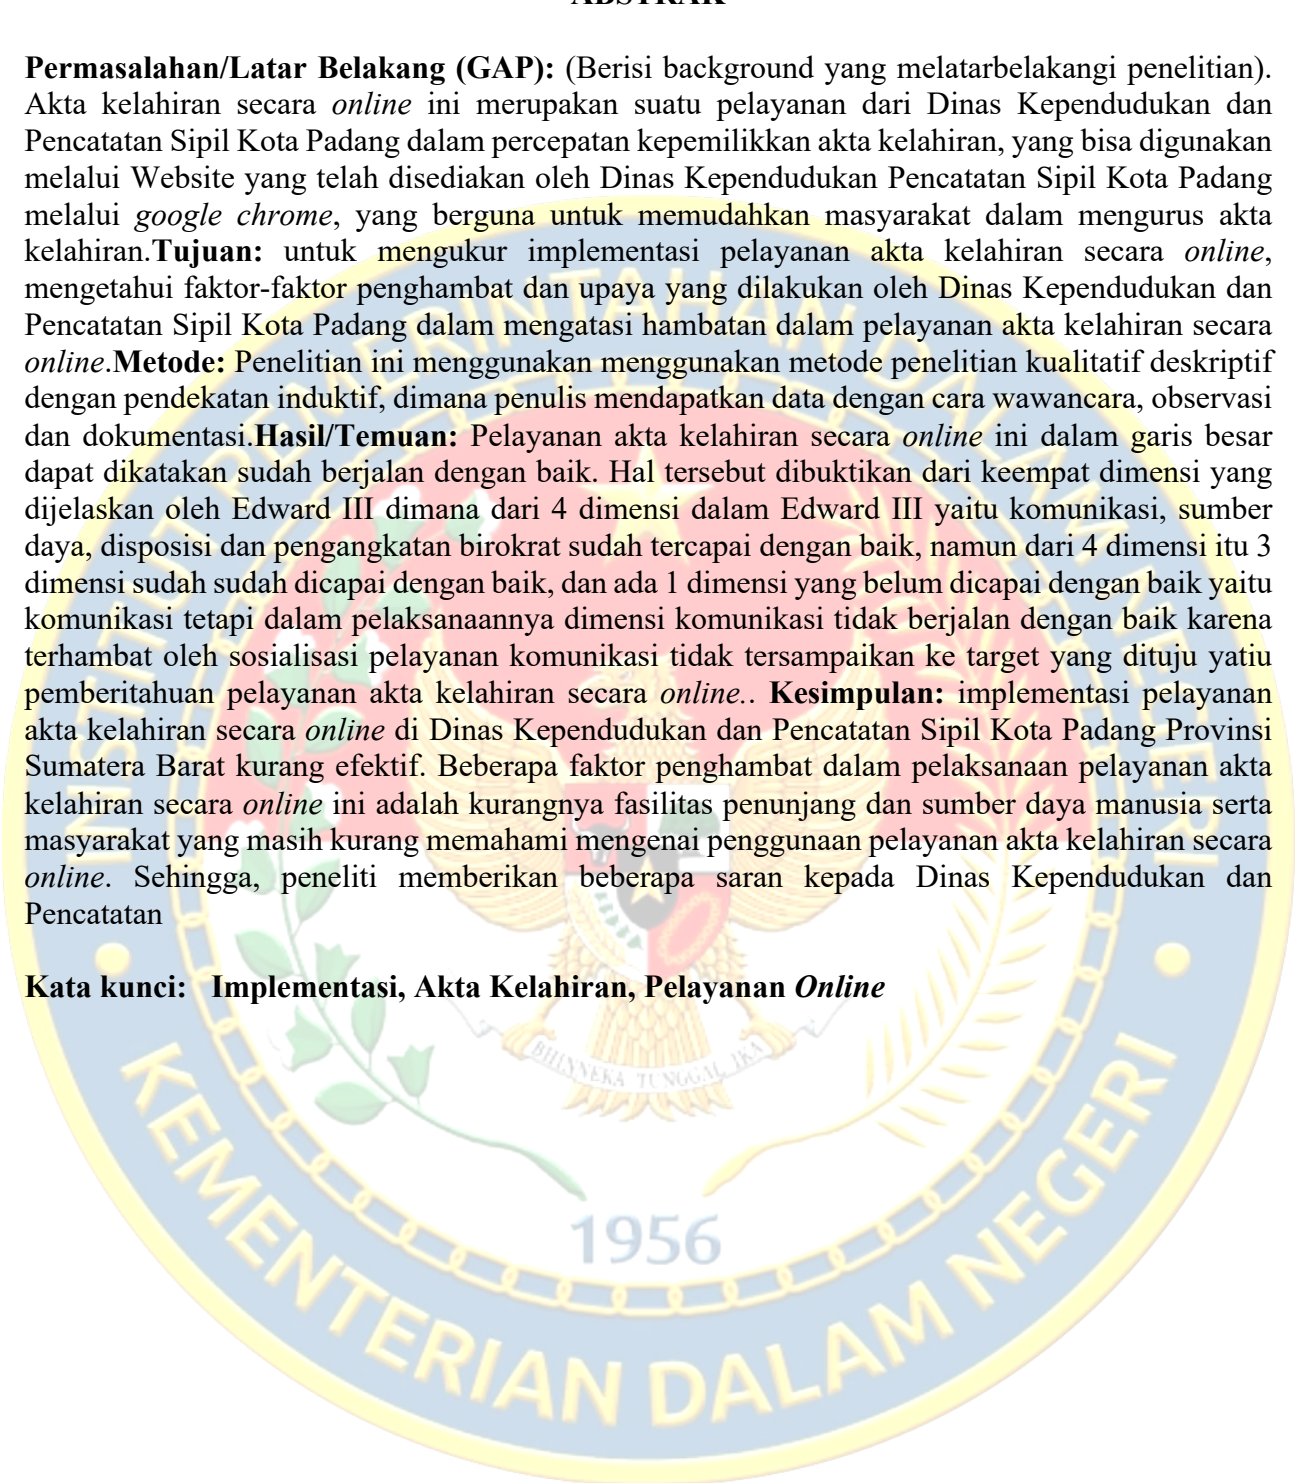 ABSTRAK
Permasalahan/Latar Belakang (GAP): (Berisi background yang melatarbelakangi penelitian).
Akta kelahiran secara online ini merupakan suatu pelayanan dari Dinas Kependudukan dan
Pencatatan Sipil Kota Padang dalam percepatan kepemilikkan akta kelahiran, yang bisa digunakan
melalui Website yang telah disediakan oleh Dinas Kependudukan Pencatatan Sipil Kota Padang
melalui google chrome, yang berguna untuk memudahkan masyarakat dalam mengurus akta
kelahiran.Tujuan: untuk mengukur implementasi pelayanan akta kelahiran secara online,
mengetahui faktor-faktor penghambat dan upaya yang dilakukan oleh Dinas Kependudukan dan
Pencatatan Sipil Kota Padang dalam mengatasi hambatan dalam pelayanan akta kelahiran secara
online.Metode: Penelitian ini menggunakan menggunakan metode penelitian kualitatif deskriptif
dengan pendekatan induktif, dimana penulis mendapatkan data dengan cara wawancara, observasi
dan dokumentasi.Hasil/Temuan: Pelayanan akta kelahiran secara online ini dalam garis besar
dapat dikatakan sudah berjalan dengan baik. Hal tersebut dibuktikan dari keempat dimensi yang
dijelaskan oleh Edward III dimana dari 4 dimensi dalam Edward III yaitu komunikasi, sumber
daya, disposisi dan pengangkatan birokrat sudah tercapai dengan baik, namun dari 4 dimensi itu 3
dimensi sudah sudah dicapai dengan baik, dan ada 1 dimensi yang belum dicapai dengan baik yaitu
komunikasi tetapi dalam pelaksanaannya dimensi komunikasi tidak berjalan dengan baik karena
terhambat oleh sosialisasi pelayanan komunikasi tidak tersampaikan ke target yang dituju yatiu
pemberitahuan pelayanan akta kelahiran secara online.. Kesimpulan: implementasi pelayanan
akta kelahiran secara online di Dinas Kependudukan dan Pencatatan Sipil Kota Padang Provinsi
Sumatera Barat kurang efektif. Beberapa faktor penghambat dalam pelaksanaan pelayanan akta
kelahiran secara online ini adalah kurangnya fasilitas penunjang dan sumber daya manusia serta
masyarakat yang masih kurang memahami mengenai penggunaan pelayanan akta kelahiran secara
online. Sehingga, peneliti memberikan beberapa saran kepada Dinas Kependudukan dan
Pencatatan
Kata kunci: Implementasi, Akta Kelahiran, Pelayanan Online
INSTITUT PEMERINTAHAN DALAM NEGERI
BHINNEKA TUNGGAL IKA
1956
KEMENTERIAN DALAM NEGERI